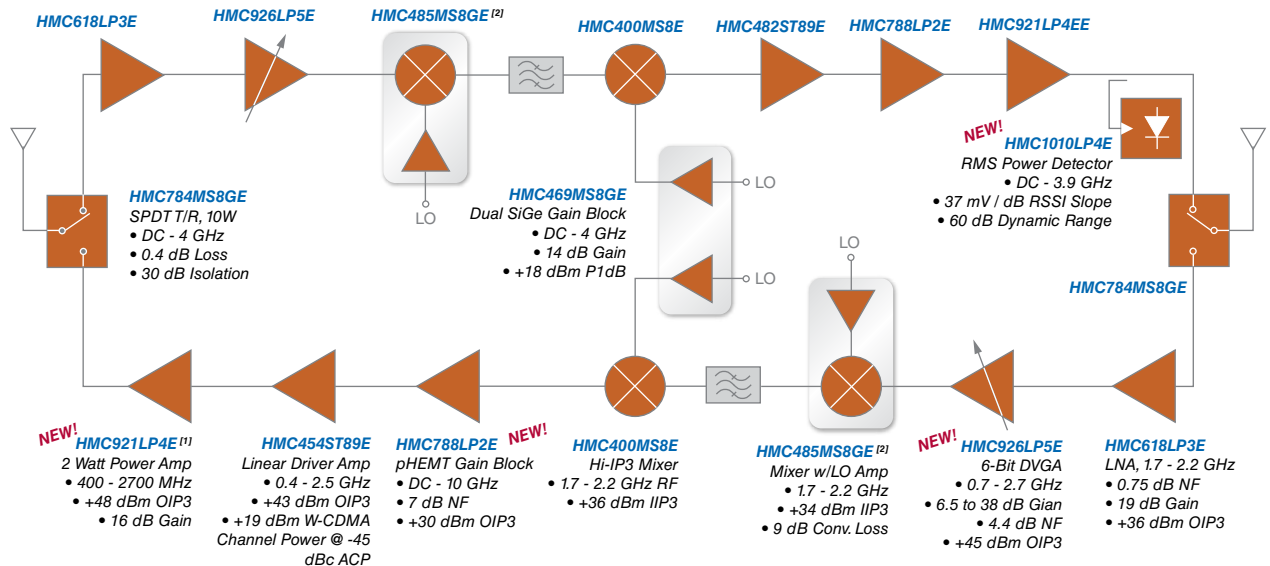 HMC618LP3E
HMC926LP5E
HMC485MS8GE [2]
HMC400MS8E
HMC482ST89E
HMC788LP2E
HMC921LP4EE
LO
HMC784MS8GE
SPDT T/R, 10W
• DC - 4 GHz
• 0.4 dB Loss
• 30 dB Isolation
HMC469MS8GE
Dual SiGe Gain Block
• DC - 4 GHz
• 14 dB Gain
• +18 dBm P1dB
LO
LO
NEW!
HMC1010LP4E
RMS Power Detector
• DC - 3.9 GHz
• 37 mV / dB RSSI Slope
• 60 dB Dynamic Range
HMC784MS8GE
LO
NEW!
HMC921LP4E [1]
2 Watt Power Amp
• 400 - 2700 MHz
• +48 dBm OIP3
• 16 dB Gain
HMC454ST89E
Linear Driver Amp
• 0.4 - 2.5 GHz
• +43 dBm OIP3
• +19 dBm W-CDMA
Channel Power @ -45
dBc ACP
HMC788LP2E
NEW!
pHEMT Gain Block
• DC - 10 GHz
• 7 dB NF
• +30 dBm OIP3
HMC400MS8E
Hi-IP3 Mixer
• 1.7 - 2.2 GHz RF
• +36 dBm IIP3
HMC485MS8GE [2]
Mixer w/LO Amp
• 1.7 - 2.2 GHz
• +34 dBm IIP3
• 9 dB Conv. Loss
NEW!
HMC926LP5E
6-Bit DVGA
• 0.7 - 2.7 GHz
• 6.5 to 38 dB Gian
• 4.4 dB NF
• +45 dBm OIP3
HMC618LP3E
LNA, 1.7 - 2.2 GHz
• 0.75 dB NF
• 19 dB Gain
• +36 dBm OIP3